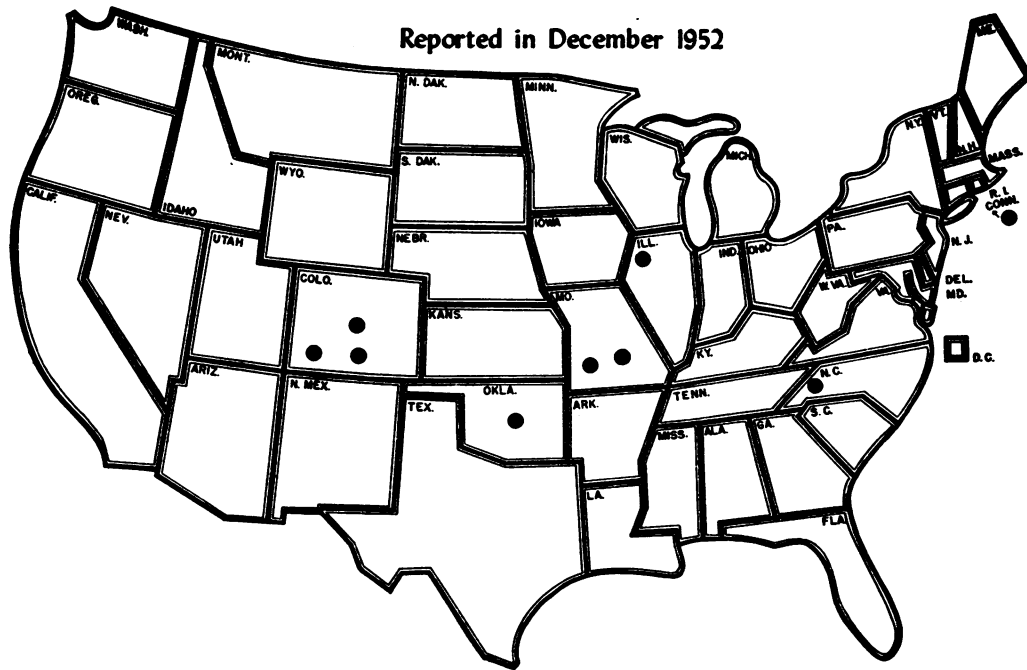 Reported in December 1952
WASH.
MONT.
N. DAK.
MINN.
ME.
OREG.
WIS.
N.Y.
VT.
N.H.
MICH.
MASS.
S. DAK.
WYO.
R. I.
CONN.
CALIF.
NEV.
IDAHO
IOWA
PA.
UTAH
NEBR.
ILL.
IND.
OHIO
N. J.
COLO.
W. VA.
VA.
DEL.
MD.
MO.
KANS.
KY.
D.C.
ARIZ.
N. MEX.
OKLA.
N. C.
TEX.
ARK.
TENN.
S. C.
MISS.
ALA.
GA.
LA.
FLA.